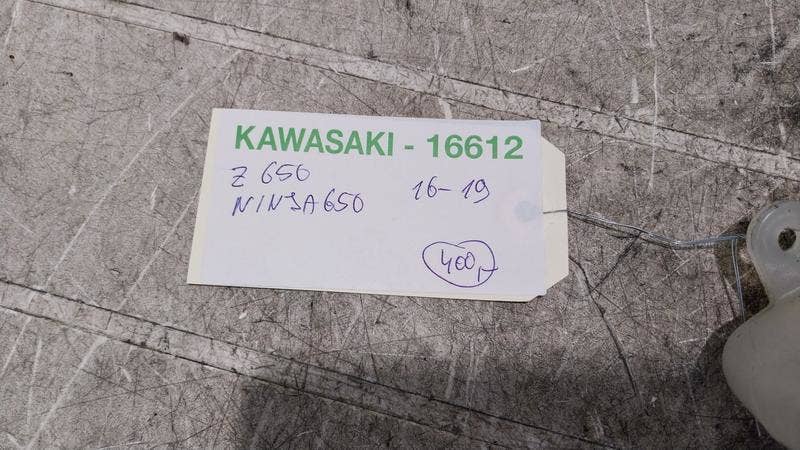 KAWASAKI - 16612
Z 650
NINJA650 16-19
400,-